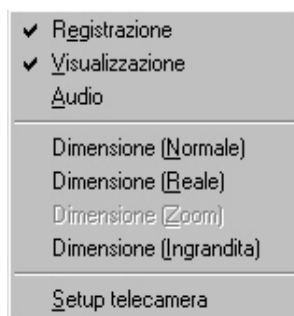 Registrazione
Visualizzazione
Audio
Dimensione (Normale)
Dimensione (Reale)
Dimensione (Zoom)
Dimensione (Ingrandita)
Setup telecamera